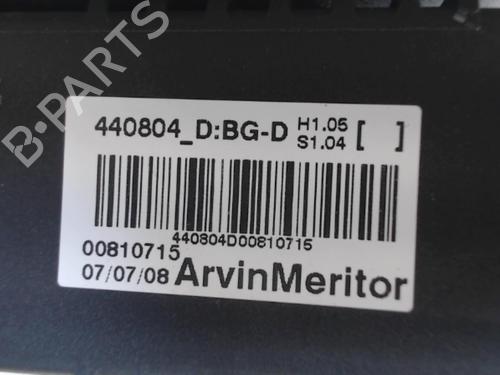 B-PARTS
440804_D:BG-D H1.05 [ ]
S1.04
440804D00810715
00810715
07/07/08 ArvinMeritor